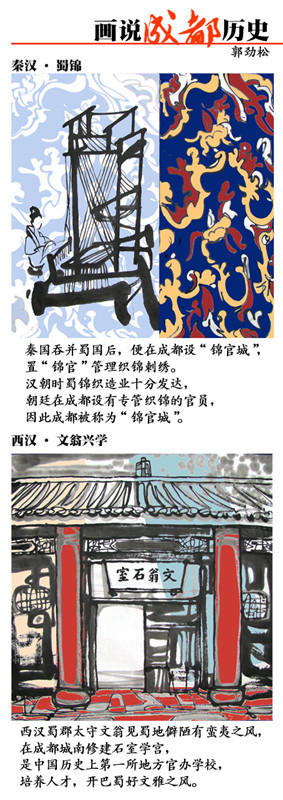 画说成都历史
郭劲松
秦汉·蜀锦
秦国吞并蜀国后，便在成都设“锦官城”，
置“锦官”管理织锦刺绣。
汉朝时蜀锦织造业十分发达，
朝廷在成都设有专管织锦的官员，
因此成都被称为“锦官城”。
西汉·文翁兴学
室石翁文
西汉蜀郡太守文翁见蜀地僻陋有蛮夷之风，
在成都城南修建石室学宫，
是中国历史上第一所地方官办学校，
培养人才，开巴蜀好文雅之风。